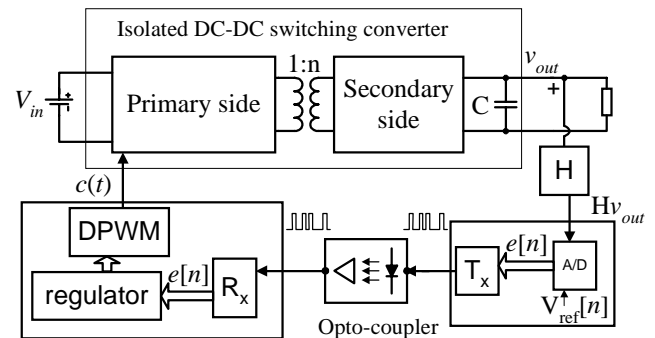 Isolated DC-DC switching converter
1:n
v_out
V_in
+
Primary side
Secondary side
C
+
H
c(t)
Hv_out
DPWM
e[n]
e[n]
A/D
regulator
R_x
T_x
V_ref[n]
Opto-coupler